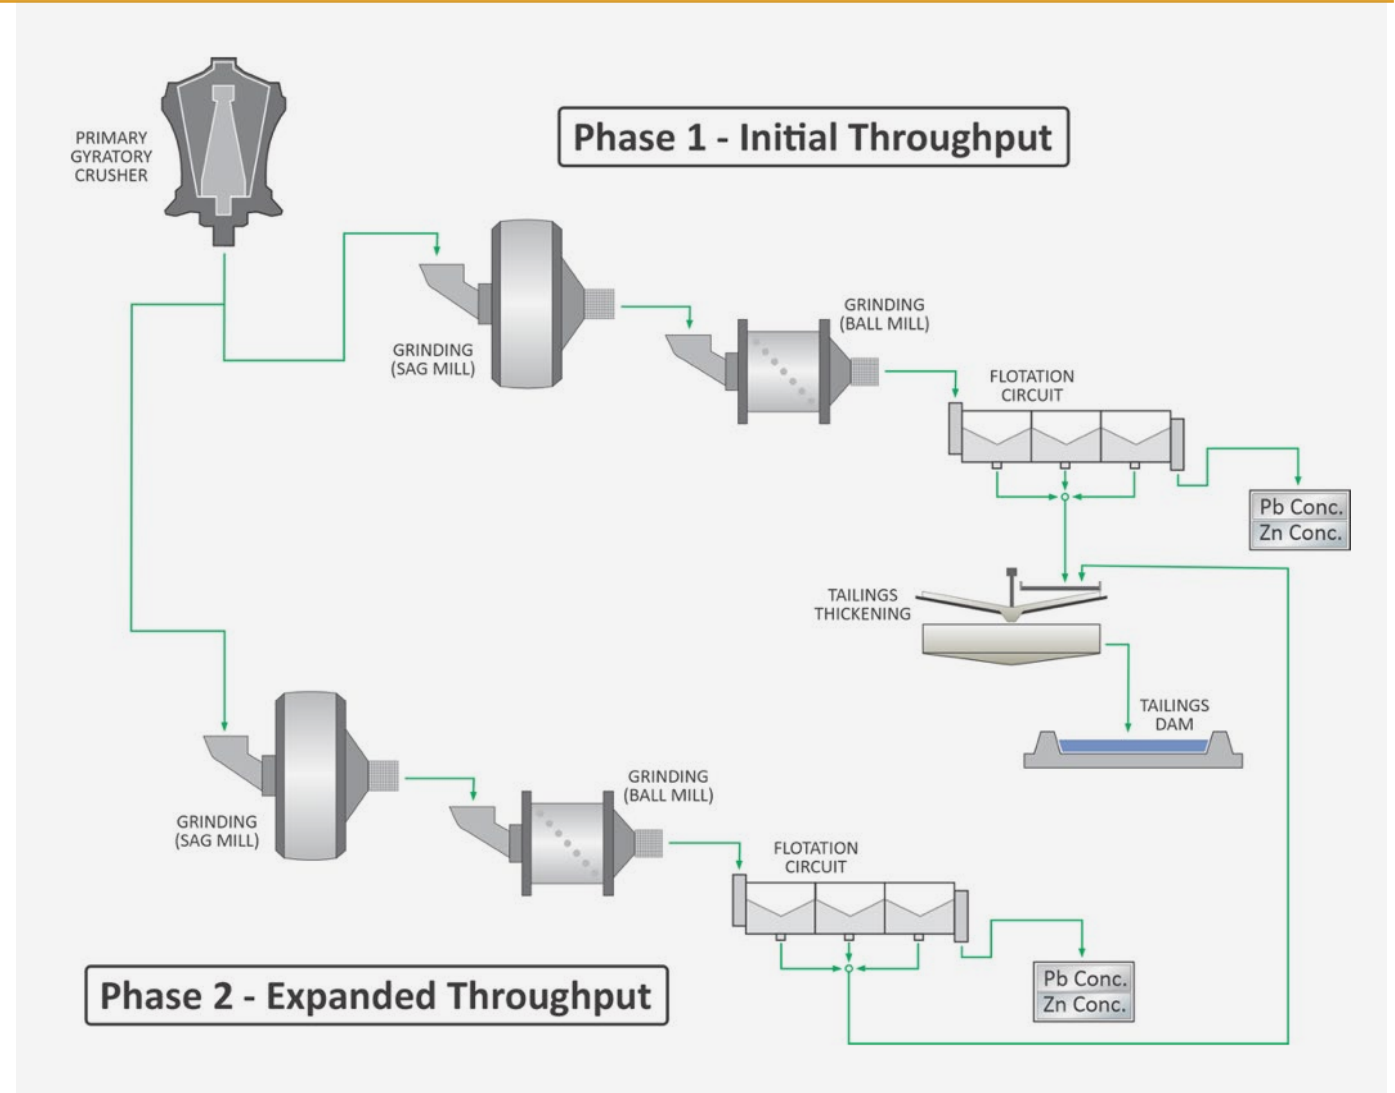 PRIMARY
GYRATORY
CRUSHER
Phase 1 - Initial Throughput
GRINDING
(SAG MILL)
GRINDING
(BALL MILL)
FLOTATION
CIRCUIT
Pb Conc.
Zn Conc.
TAILINGS
THICKENING
TAILINGS
DAM
GRINDING
(SAG MILL)
GRINDING
(BALL MILL)
FLOTATION
CIRCUIT
Pb Conc.
Zn Conc.
Phase 2 - Expanded Throughput